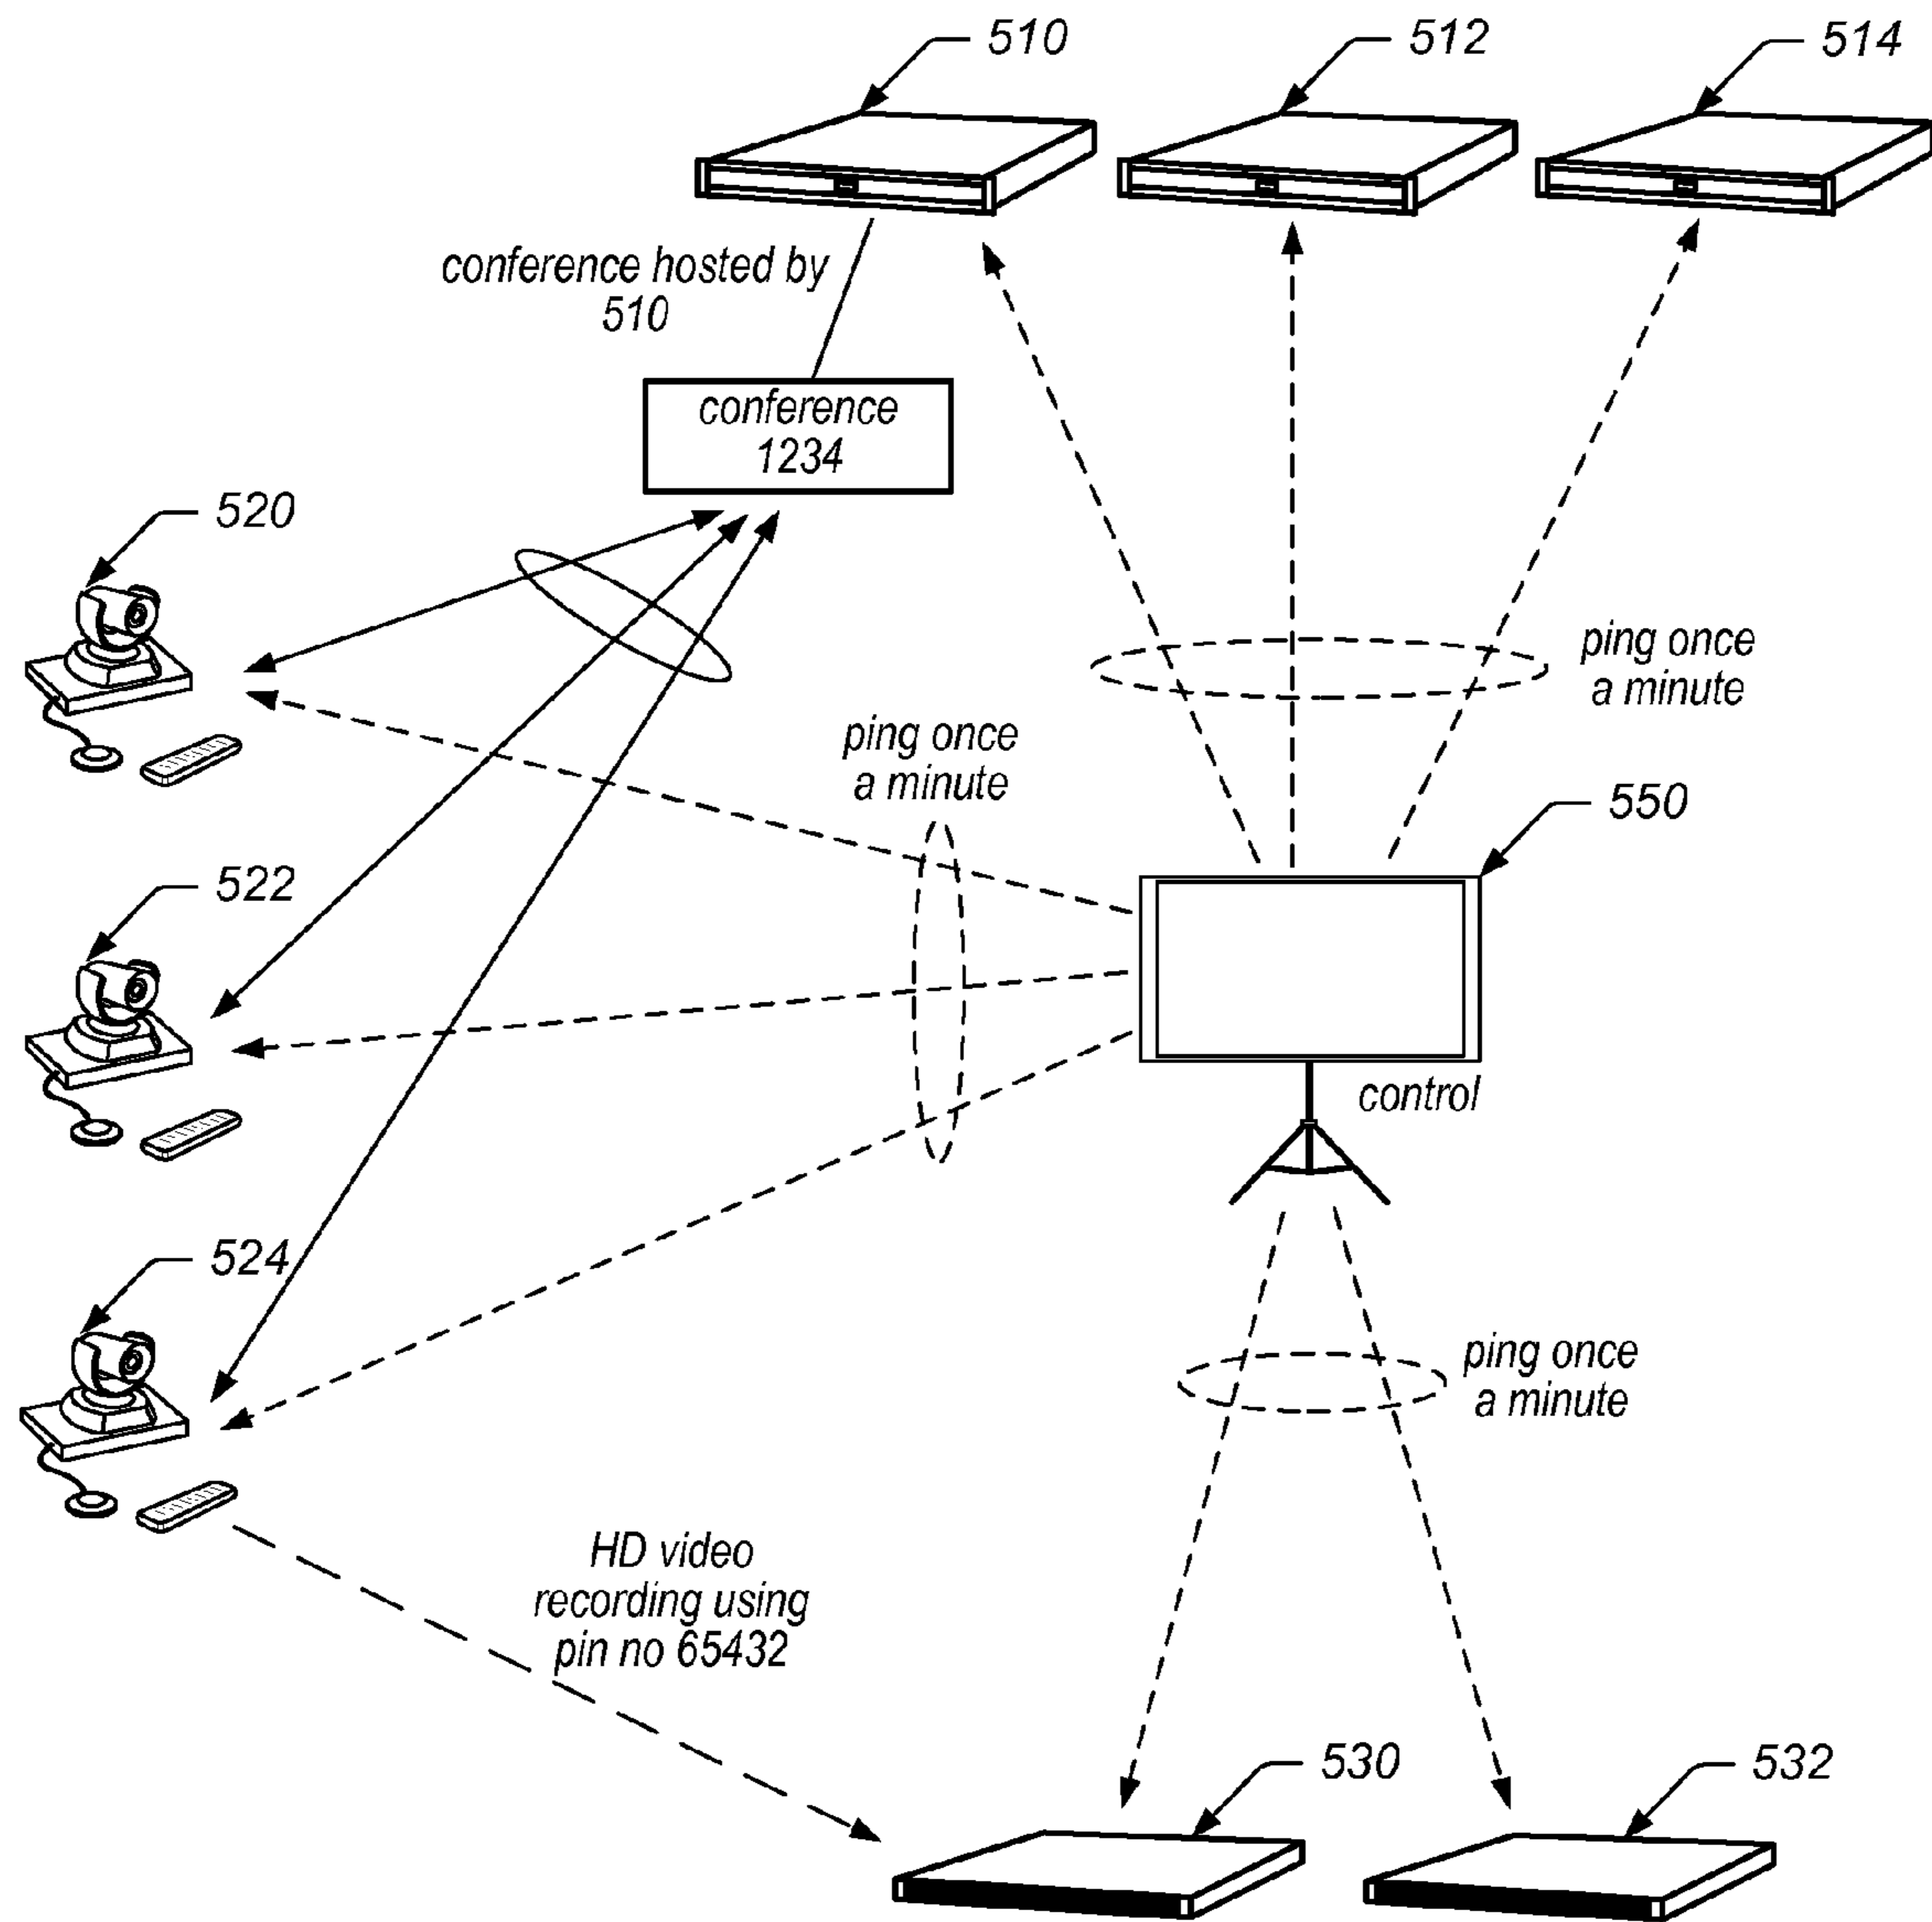 510
512
514
conference hosted by
510
conference
1234
520
ping once
a minute
ping once
a minute
550
522
control
524
ping once
a minute
HD video
recording using
pin no 65432
530
532